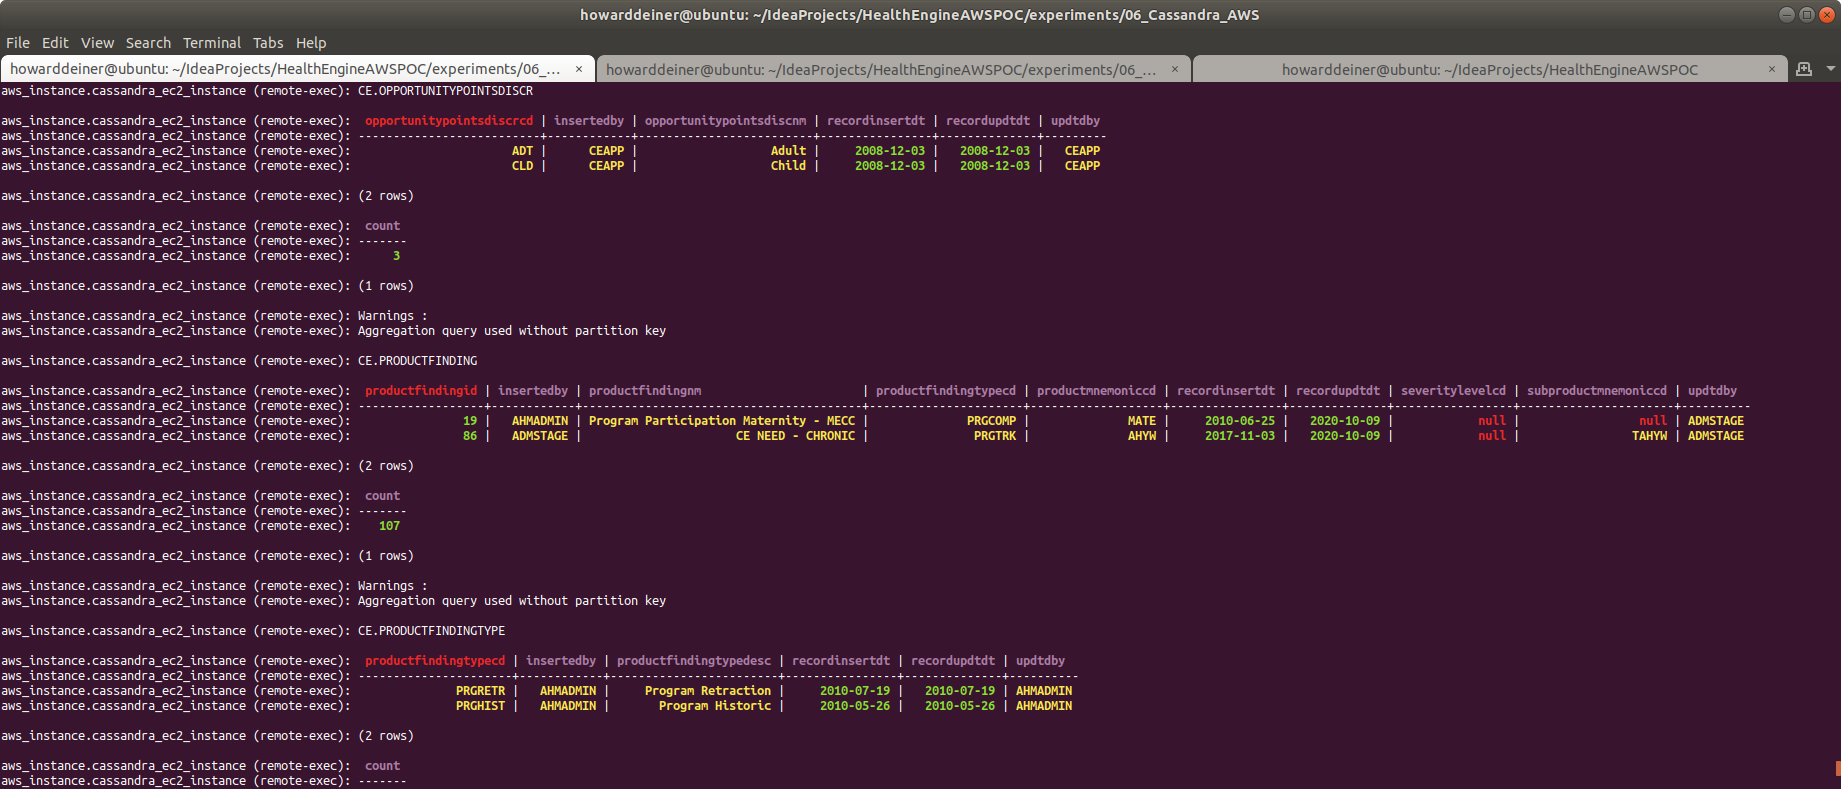 howarddeiner@ubuntu: ~/IdeaProjects/HealthEngineAWSPOC/experiments/06_Cassandra_AWS
File Edit View Search Terminal Tabs Help
howarddeiner@ubuntu: ~/IdeaProjects/HealthEngineAWSPOC/experiments/06_... × howarddeiner@ubuntu: ~/IdeaProjects/HealthEngineAWSPOC/experiments/06_... × howarddeiner@ubuntu: ~/IdeaProjects/HealthEngineAWSPOC ×
aws_instance.cassandra_ec2_instance (remote-exec): CE.OPPORTUNITYPOINTSDISCR
aws_instance.cassandra_ec2_instance (remote-exec):  opportunitypointsdiscrcd | insertedby | opportunitypointsdiscnm | recordinsertdt | recordupdtdt | updtdby
aws_instance.cassandra_ec2_instance (remote-exec): --------------------------+------------+-------------------------+----------------+--------------+---------
aws_instance.cassandra_ec2_instance (remote-exec):                       ADT |      CEAPP |                   Adult |     2008-12-03 |   2008-12-03 |   CEAPP
aws_instance.cassandra_ec2_instance (remote-exec):                       CLD |      CEAPP |                   Child |     2008-12-03 |   2008-12-03 |   CEAPP
aws_instance.cassandra_ec2_instance (remote-exec): (2 rows)
aws_instance.cassandra_ec2_instance (remote-exec):  count
aws_instance.cassandra_ec2_instance (remote-exec): -------
aws_instance.cassandra_ec2_instance (remote-exec):      3
aws_instance.cassandra_ec2_instance (remote-exec): (1 rows)
aws_instance.cassandra_ec2_instance (remote-exec): Warnings :
aws_instance.cassandra_ec2_instance (remote-exec): Aggregation query used without partition key
aws_instance.cassandra_ec2_instance (remote-exec): CE.PRODUCTFINDING
aws_instance.cassandra_ec2_instance (remote-exec):  productfindingid | insertedby | productfindingnm                       | productfindingtypecd | productmnemoniccd | recordinsertdt | recordupdtdt | severitylevelcd | subproductmnemoniccd | updtdby
aws_instance.cassandra_ec2_instance (remote-exec): ------------------+------------+----------------------------------------+----------------------+-------------------+----------------+--------------+-----------------+----------------------+----------
aws_instance.cassandra_ec2_instance (remote-exec):                19 |   AHMADMIN | Program Participation Maternity - MECC |              PRGCOMP |              MATE |     2010-06-25 |   2020-10-09 |            null |                 null | ADMSTAGE
aws_instance.cassandra_ec2_instance (remote-exec):                86 |   ADMSTAGE |                      CE NEED - CHRONIC |               PRGTRK |              AHYW |     2017-11-03 |   2020-10-09 |            null |                TAHYW | ADMSTAGE
aws_instance.cassandra_ec2_instance (remote-exec): (2 rows)
aws_instance.cassandra_ec2_instance (remote-exec):  count
aws_instance.cassandra_ec2_instance (remote-exec): -------
aws_instance.cassandra_ec2_instance (remote-exec):    107
aws_instance.cassandra_ec2_instance (remote-exec): (1 rows)
aws_instance.cassandra_ec2_instance (remote-exec): Warnings :
aws_instance.cassandra_ec2_instance (remote-exec): Aggregation query used without partition key
aws_instance.cassandra_ec2_instance (remote-exec): CE.PRODUCTFINDINGTYPE
aws_instance.cassandra_ec2_instance (remote-exec):  productfindingtypecd | insertedby | productfindingtypedesc | recordinsertdt | recordupdtdt | updtdby
aws_instance.cassandra_ec2_instance (remote-exec): ----------------------+------------+------------------------+----------------+--------------+----------
aws_instance.cassandra_ec2_instance (remote-exec):              PRGRETR |   AHMADMIN |     Program Retraction |     2010-07-19 |   2010-07-19 | AHMADMIN
aws_instance.cassandra_ec2_instance (remote-exec):              PRGHIST |   AHMADMIN |       Program Historic |     2010-05-26 |   2010-05-26 | AHMADMIN
aws_instance.cassandra_ec2_instance (remote-exec): (2 rows)
aws_instance.cassandra_ec2_instance (remote-exec):  count
aws_instance.cassandra_ec2_instance (remote-exec): -------